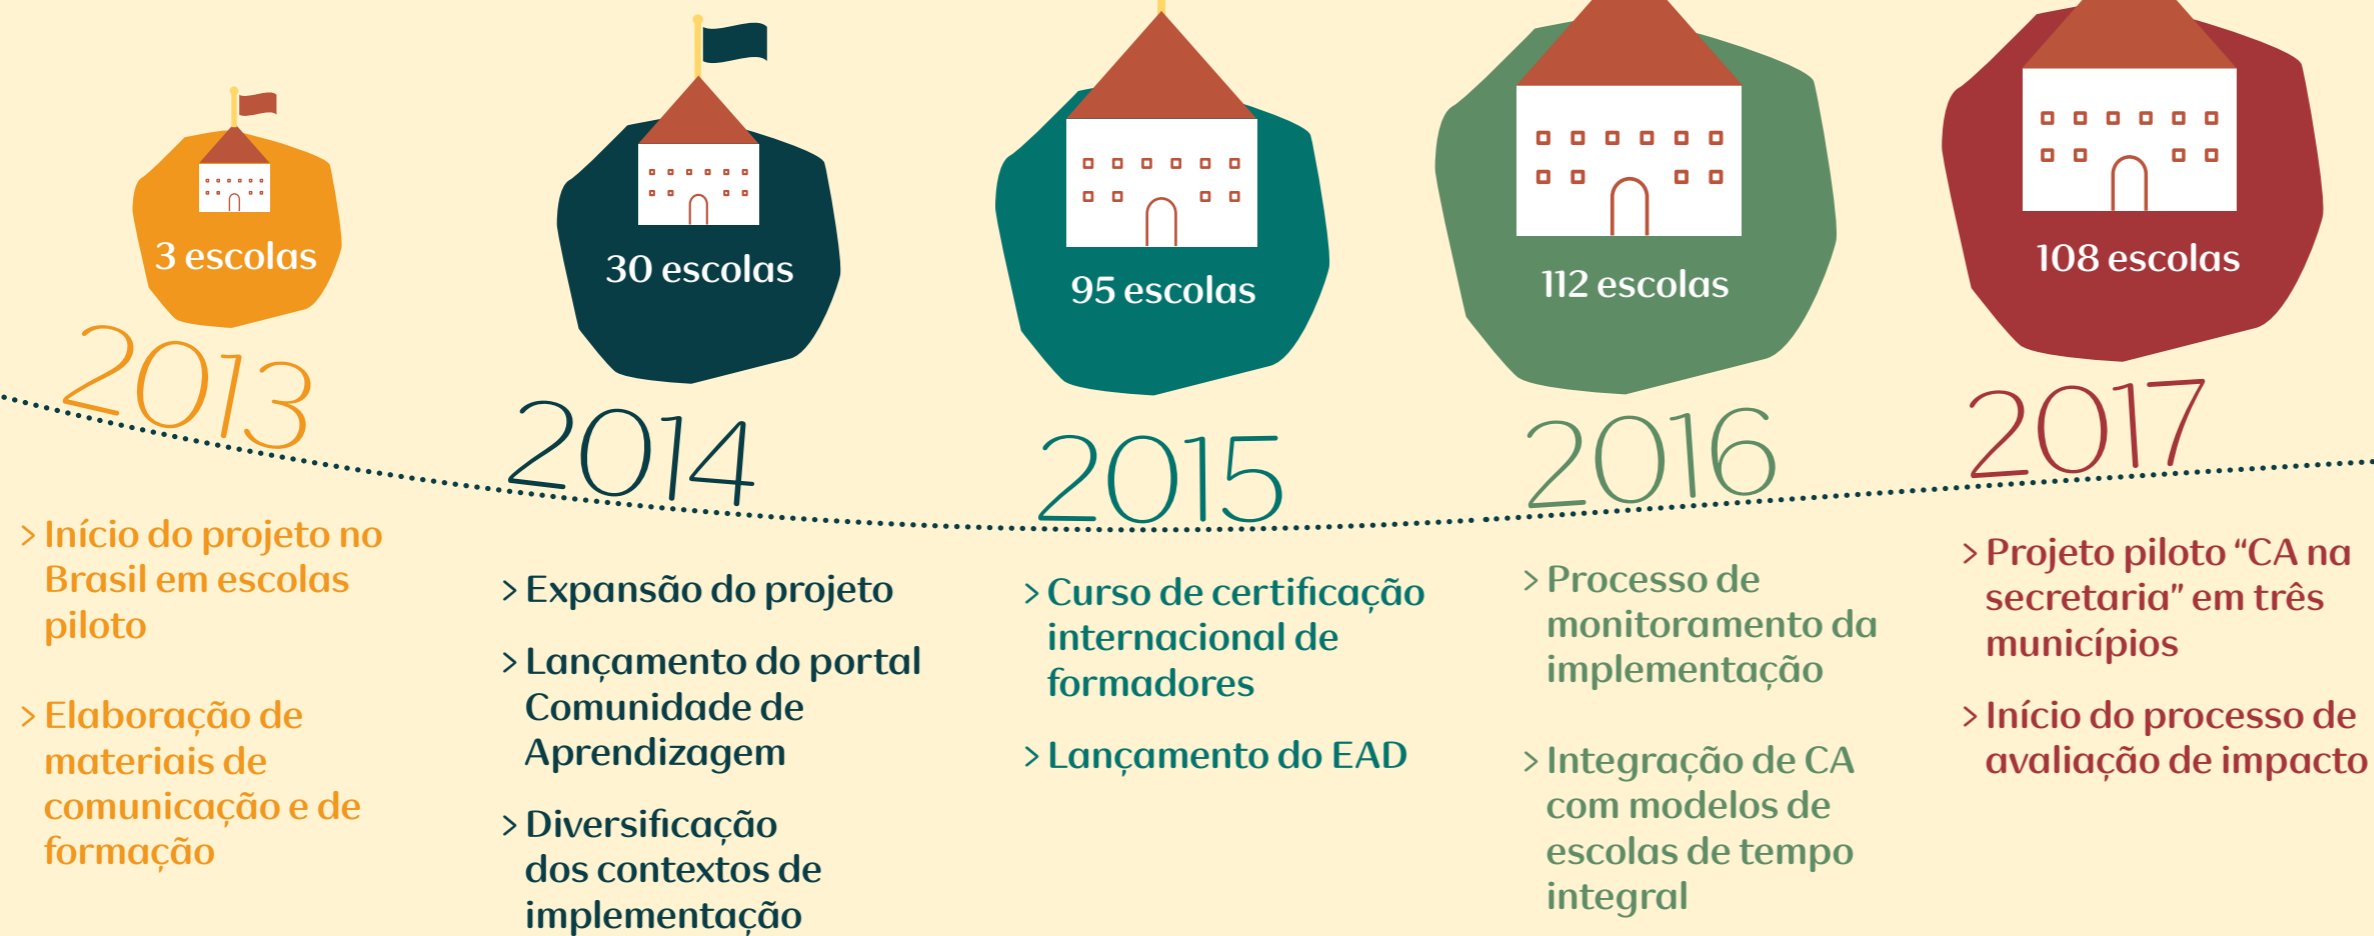 3 escolas
2013
> Início do projeto no
Brasil em escolas
piloto
> Elaboração de
materiais de
comunicação e de
formação
30 escolas
2014
> Expansão do projeto
> Lançamento do portal
Comunidade de
Aprendizagem
> Diversificação
dos contextos de
implementação
95 escolas
2015
> Curso de certificação
internacional de
formadores
> Lançamento do EAD
112 escolas
2016
> Processo de
monitoramento da
implementação
> Integração de CA
com modelos de
escolas de tempo
integral
108 escolas
2017
> Projeto piloto “CA na
secretaria” em três
municípios
> Início do processo de
avaliação de impacto